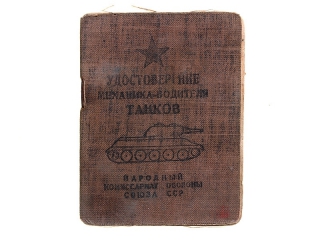 УДОСТОВЕРЕНИЕ
МЕХАНИКА-ВОДИТЕЛЯ
ТАНКОВ
НАРОДНЫЙ
КОМИССАРИАТ ОБОРОНЫ
СОЮЗА ССР